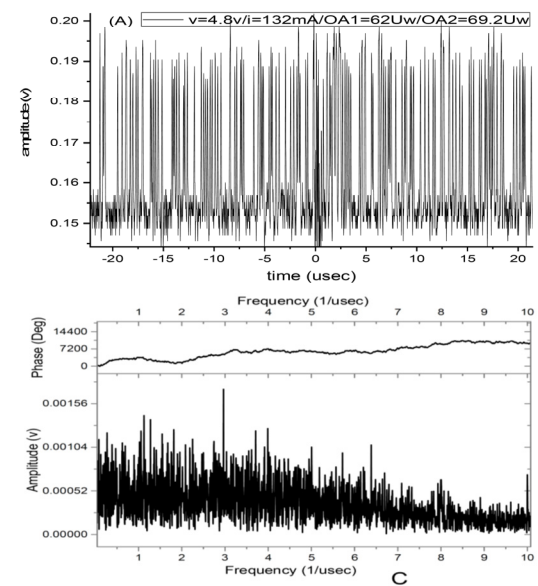 (A)
v=4.8v/i=132mA/OA1=62Uw/OA2=69.2Uw
0.20
0.19
0.18
0.17
0.16
0.15
amplitude(v)
-20 -15 -10 -5 0 5 10 15 20
time (usec)
Frequency (1/usec)
1 2 3 4 5 6 7 8 9 10
14400
7200
0
Phase (Deg)
0.00156
0.00104
0.00052
0.00000
Amplitude (v)
1 2 3 4 5 6 7 8 9 10
Frequency (1/usec)
C